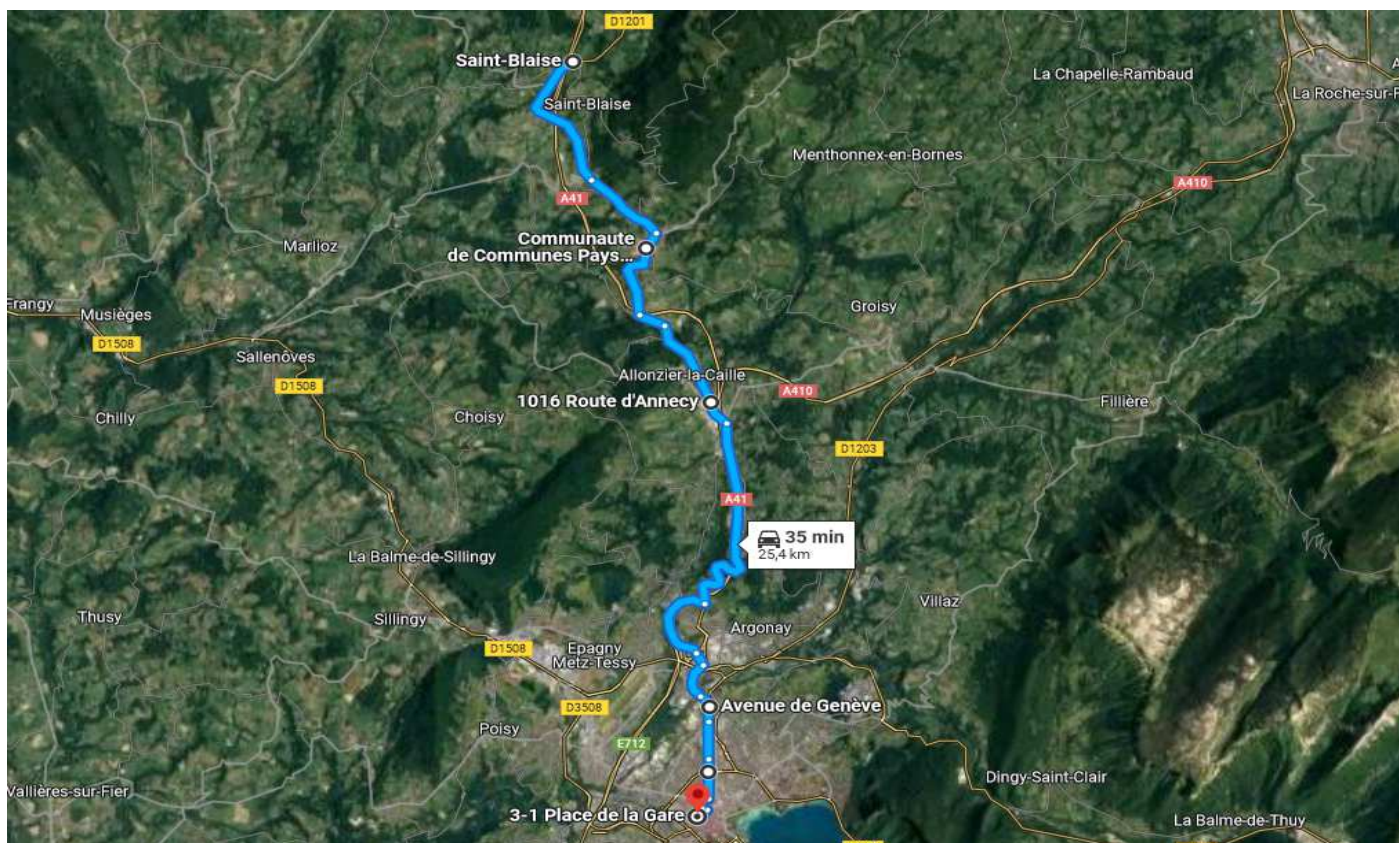 D1201
Saint-Blaise
Saint-Blaise
La Chapelle-Rambaud
La Roche-sur-F
Menthonnex-en-Bornes
A410
A41
Communaute
de Communes Pays...
Marlioz
Frangy
Musièges
Groisy
D1508
Sallenôves
Allonzier-la-Caille
D1508
A410
1016 Route d'Annecy
Fillière
Chilly
Choisy
D1203
A41
35 min
25,4 km
La Balme-de-Sillingy
Villaz
Thusy
Sillingy
Argonay
D1508
Epagny
Metz-Tessy
D3508
Avenue de Genève
Poisy
E712
Dingy-Saint-Clair
Vallières-sur-Fier
3-1 Place de la Gare
La Balme-de-Thuy